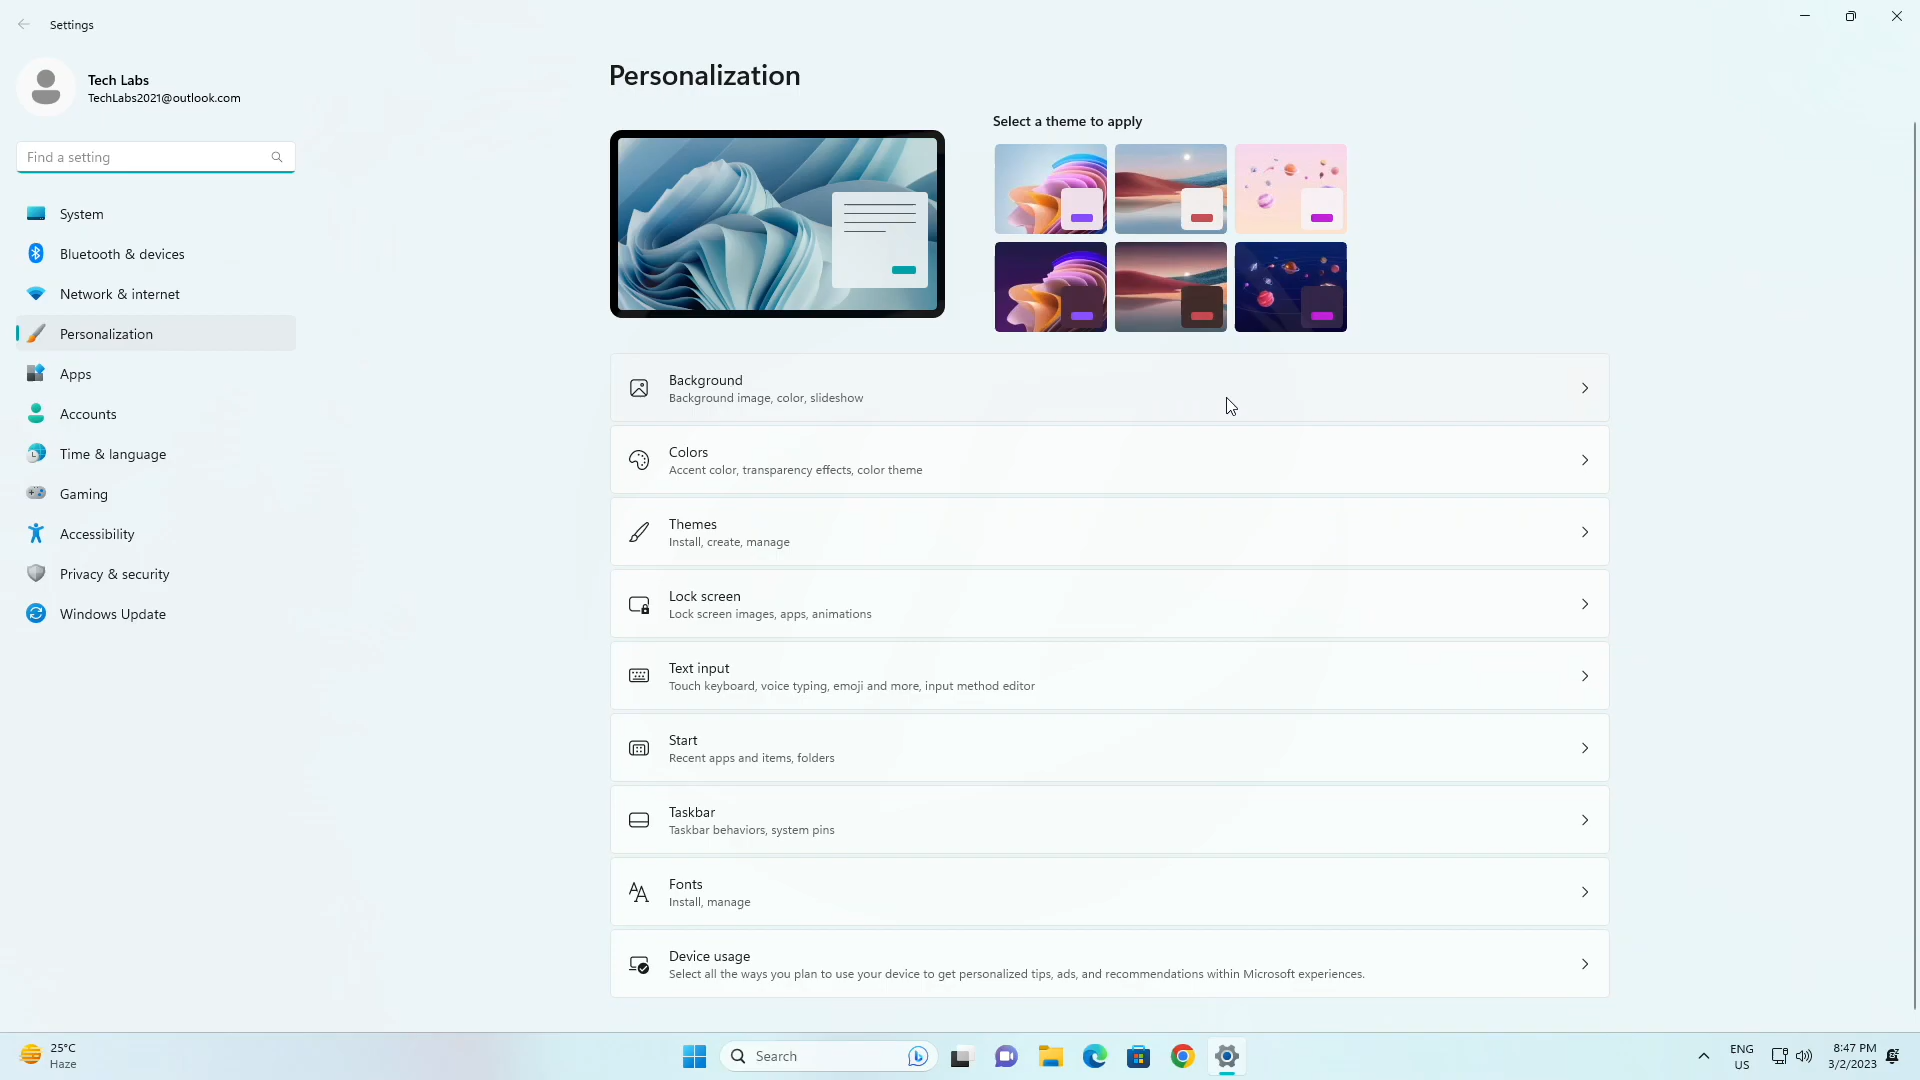 Settings
Tech Labs
TechLabs2021@outlook.com
Find a setting
System
Bluetooth & devices
Network & internet
Personalization
Apps
Accounts
Time & language
Gaming
Accessibility
Privacy & security
Windows Update
Personalization
Select a theme to apply
Background
Background image, color, slideshow
Colors
Accent color, transparency effects, color theme
Themes
Install, create, manage
Lock screen
Lock screen images, apps, animations
Text input
Touch keyboard, voice typing, emoji and more, input method editor
Start
Recent apps and items, folders
Taskbar
Taskbar behaviors, system pins
Fonts
Install, manage
Device usage
Select all the ways you plan to use your device to get personalized tips, ads, and recommendations within Microsoft experiences.
25°C
Haze
Search
ENG
US
8:47 PM
3/2/2023